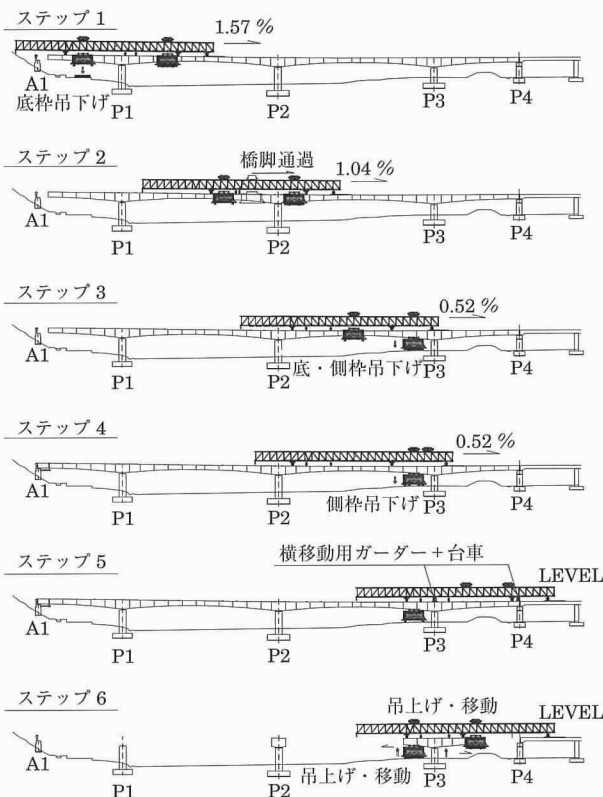 ステップ 1
1.57 %
A1
底枠吊下げ
P1
P2
P3
P4
ステップ 2
橋脚通過
1.04 %
A1
P1
P2
P3
P4
ステップ 3
0.52 %
A1
P1
P2
底・側枠吊下げ
P3
P4
ステップ 4
0.52 %
A1
P1
P2
側枠吊下げ
P3
P4
ステップ 5
横移動用ガーダー+台車
LEVEL
A1
P1
P2
P3
P4
ステップ 6
吊上げ・移動
LEVEL
A1
P1
P2
吊上げ・移動
P3
P4